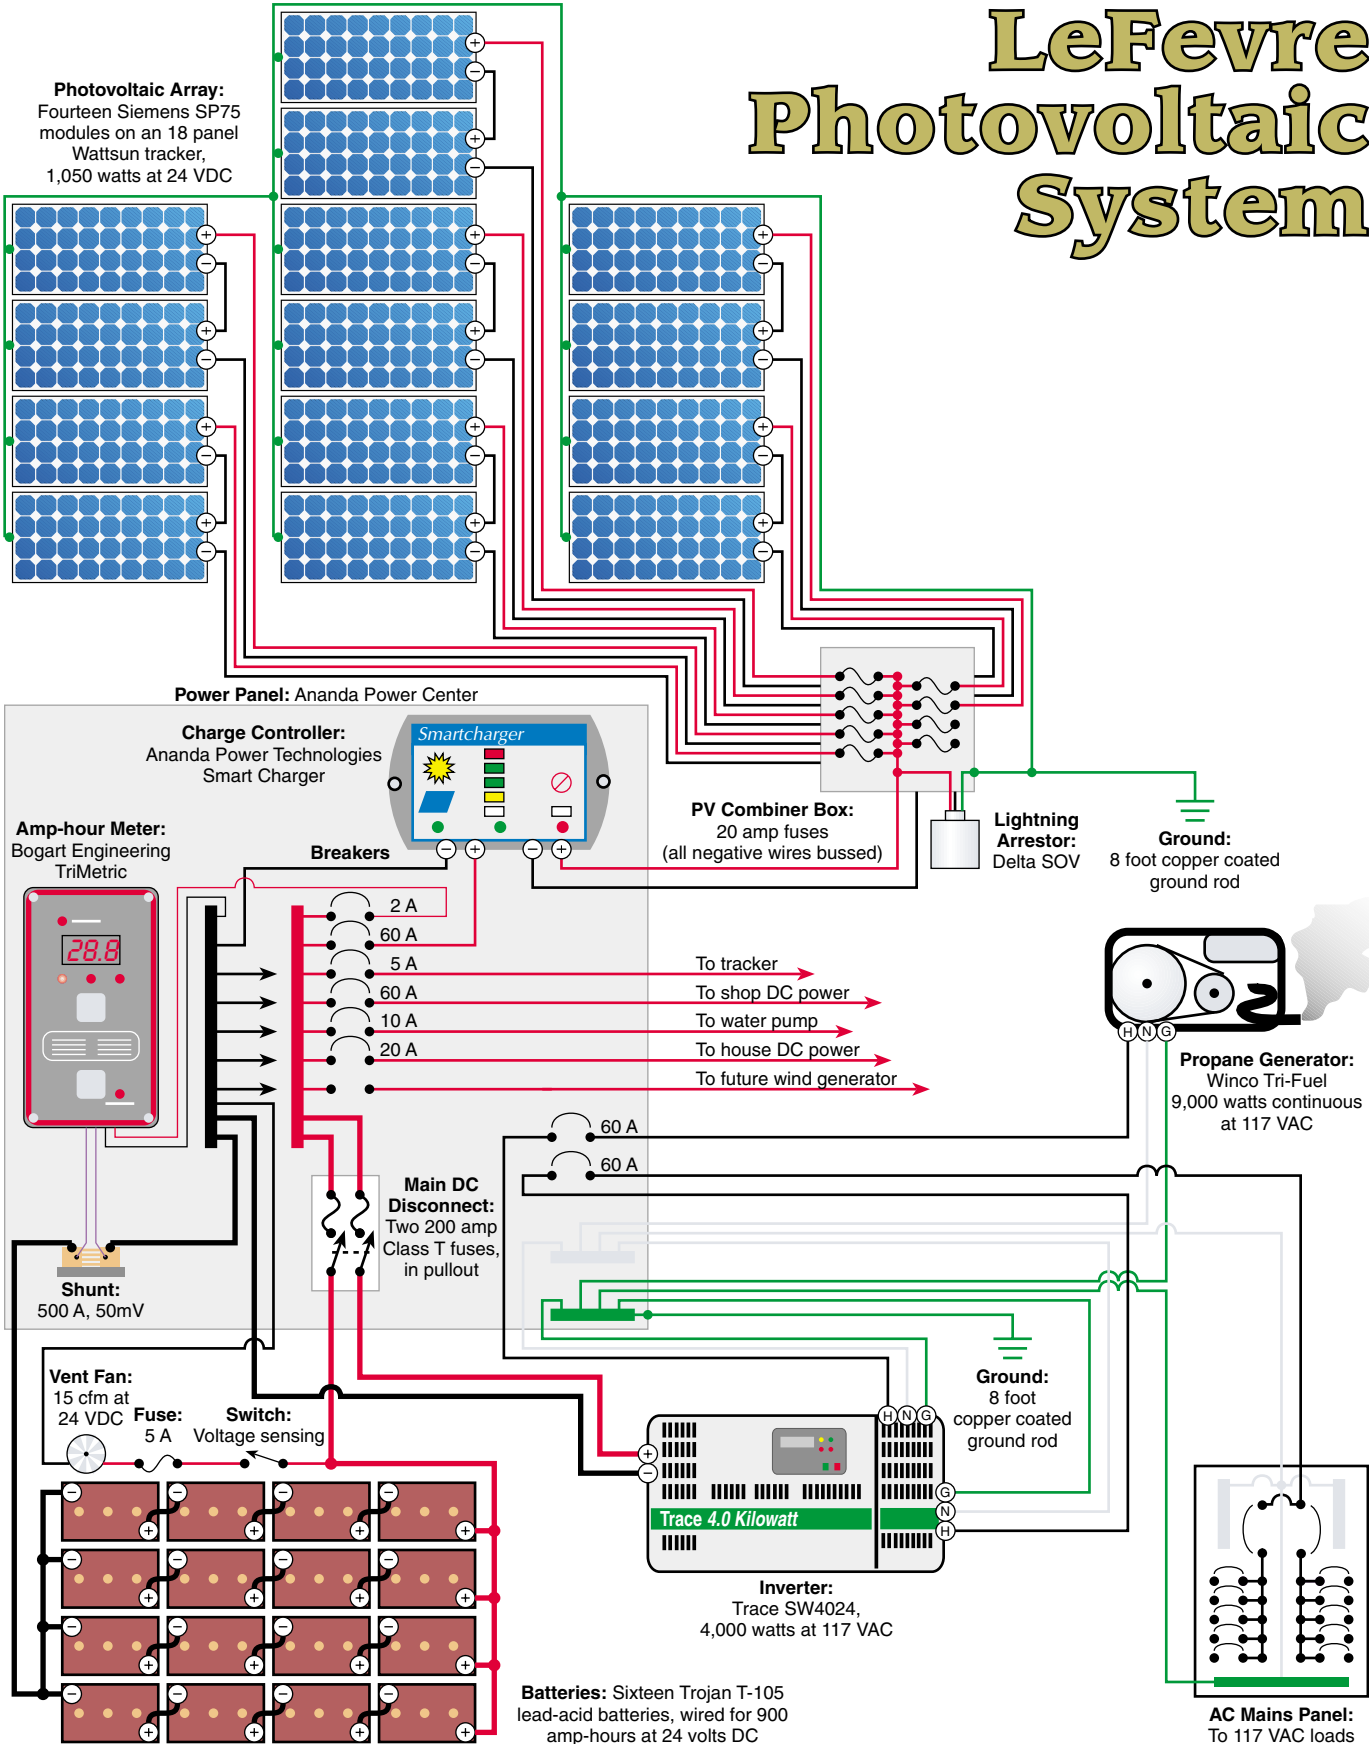 LeFevre
Photovoltaic
System
Photovoltaic Array:
Fourteen Siemens SP75
modules on an 18 panel
Wattsun tracker,
1,050 watts at 24 VDC
Power Panel: Ananda Power Center
Charge Controller:
Ananda Power Technologies
Smart Charger
Smartcharger
PV Combiner Box:
20 amp fuses
(all negative wires bussed)
Lightning
Arrestor:
Delta SOV
Ground:
8 foot copper coated
ground rod
Amp-hour Meter:
Bogart Engineering
TriMetric
28.8
Breakers
2 A
60 A
5 A
To tracker
60 A
To shop DC power
10 A
To water pump
20 A
To house DC power
To future wind generator
H N G
Propane Generator:
Winco Tri-Fuel
9,000 watts continuous
at 117 VAC
60 A
60 A
Main DC
Disconnect:
Two 200 amp
Class T fuses,
in pullout
Shunt:
500 A, 50mV
Ground:
8 foot
copper coated
ground rod
Vent Fan:
15 cfm at
24 VDC
Fuse:
5 A
Switch:
Voltage sensing
H N G
G
N
H
Trace 4.0 Kilowatt
Inverter:
Trace SW4024,
4,000 watts at 117 VAC
Batteries: Sixteen Trojan T-105
lead-acid batteries, wired for 900
amp-hours at 24 volts DC
AC Mains Panel:
To 117 VAC loads